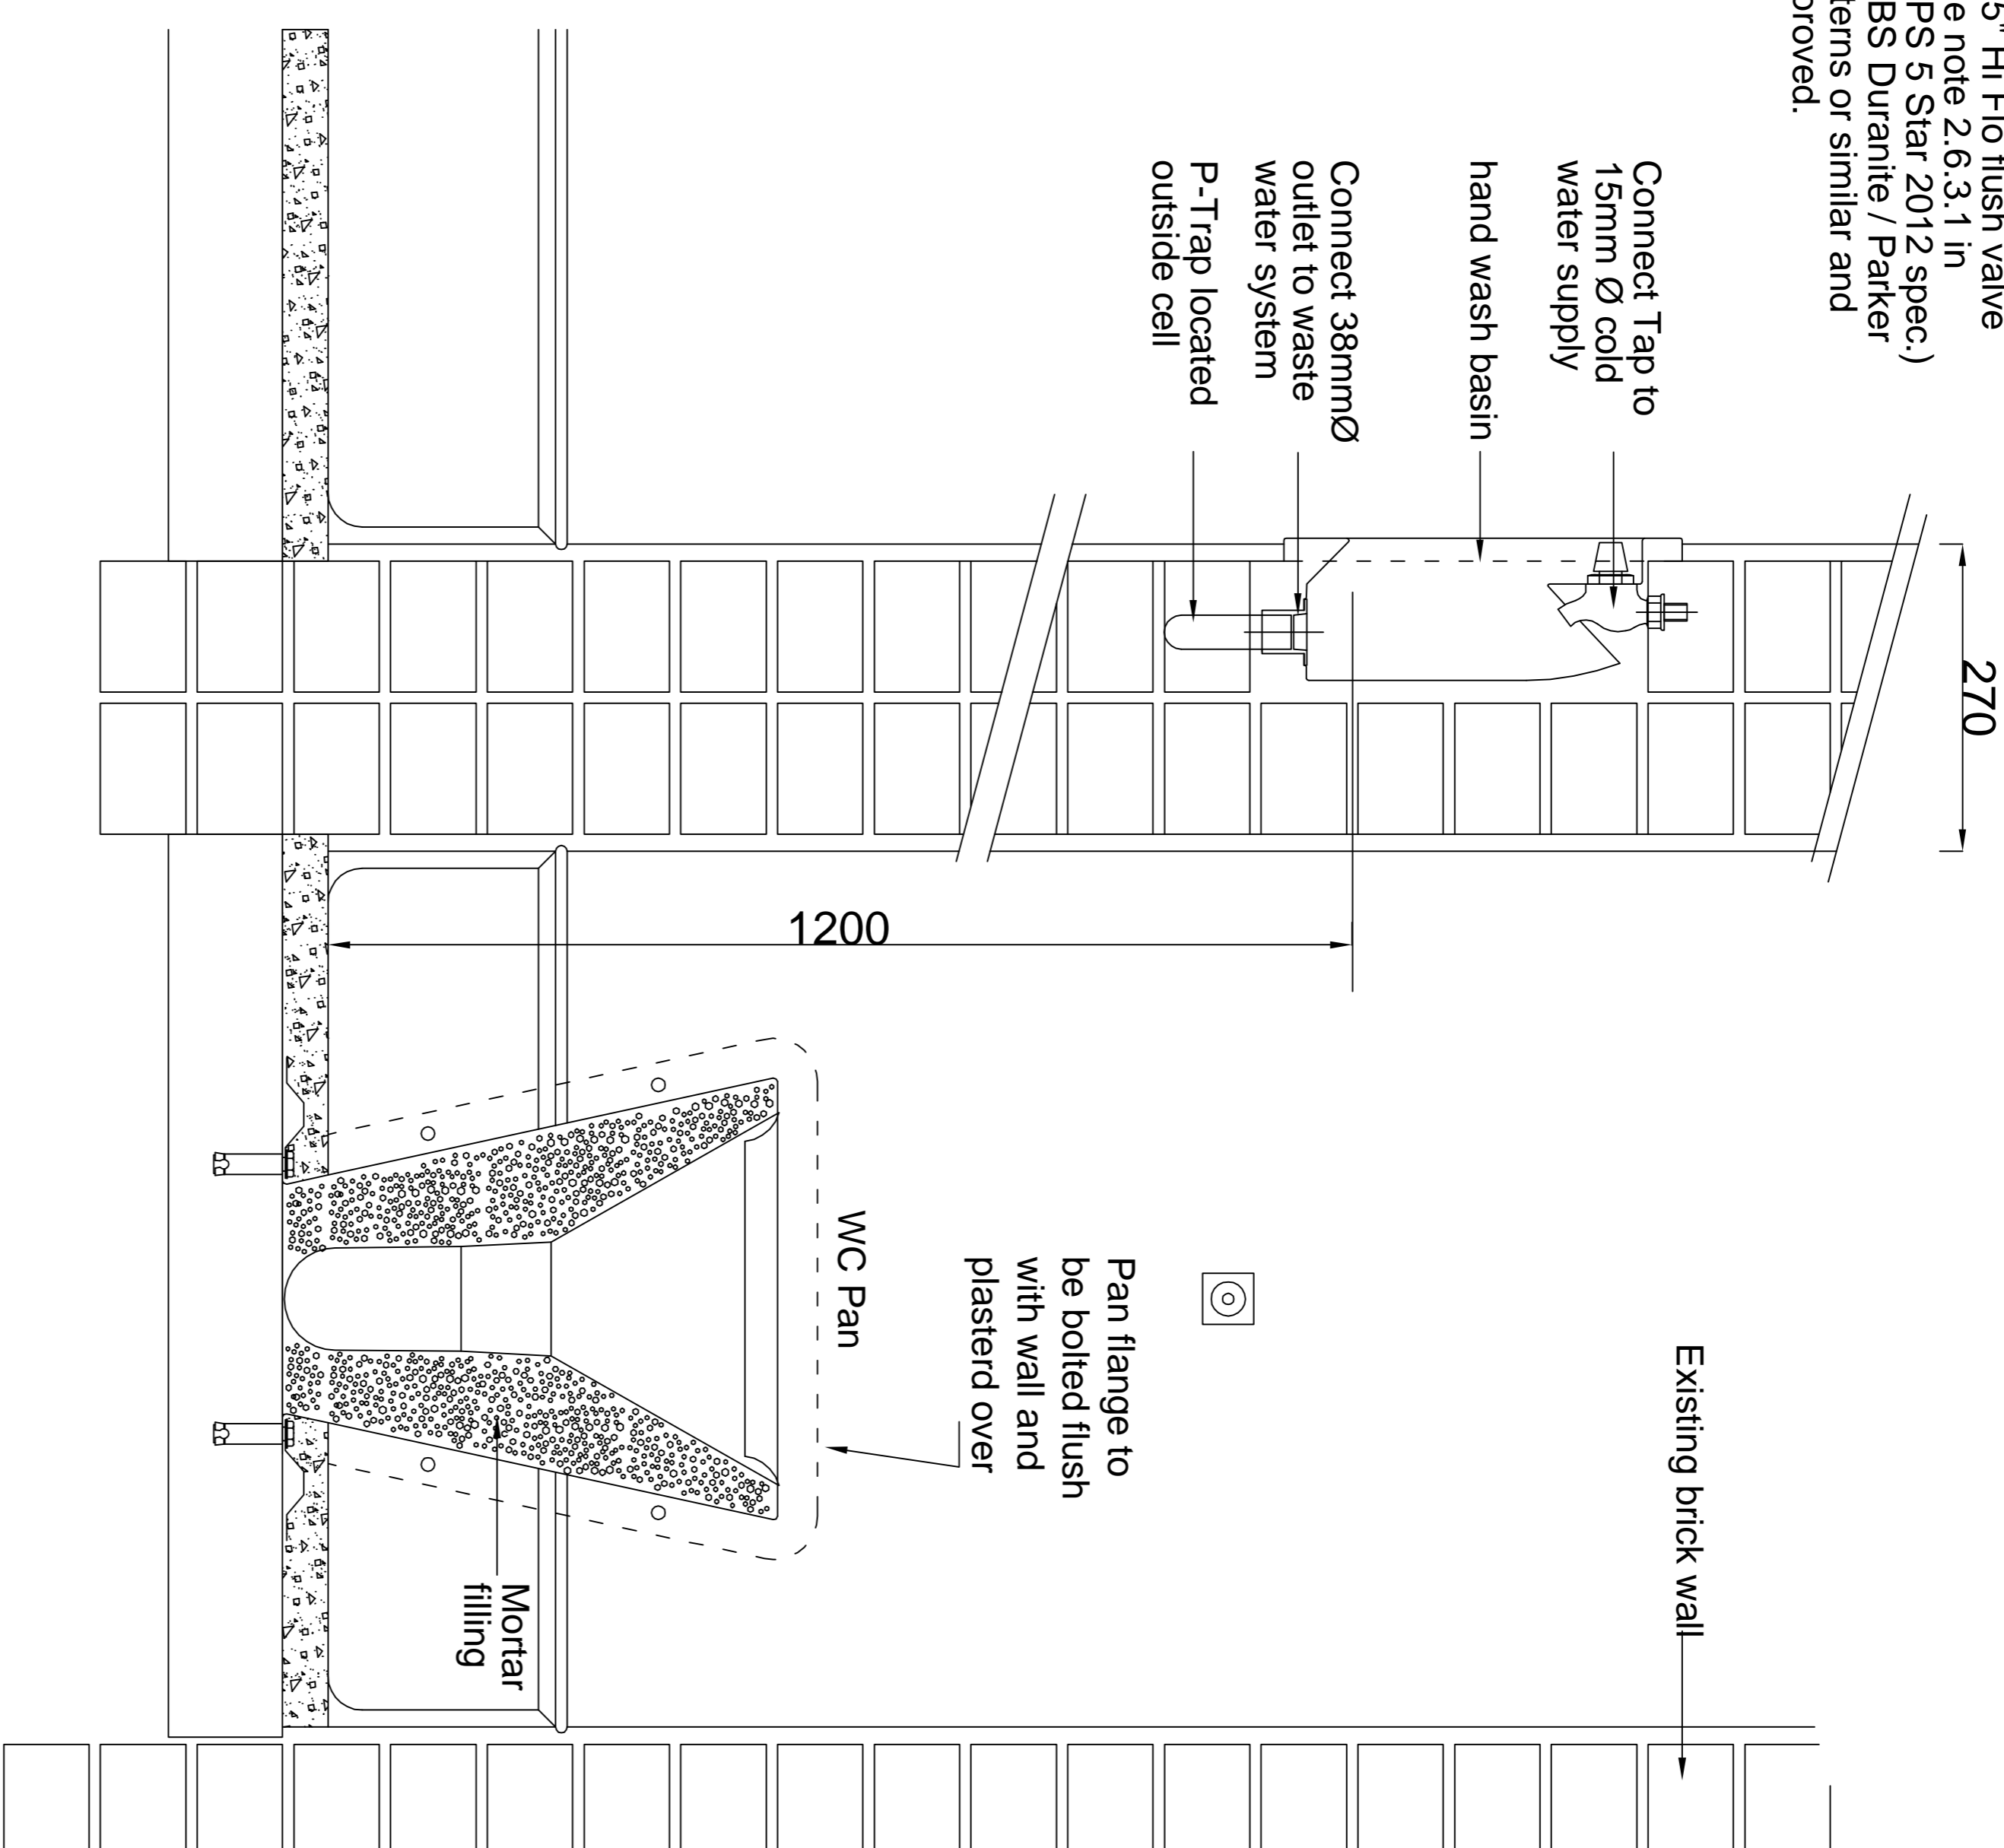 5" Hi Flo flush valve
e note 2.6.3.1 in
PS 5 Star 2012 spec.)
BS Duranite / Parker
terns or similar and
proved.
Connect Tap to
15mm Ø cold
water supply
hand wash basin
Connect 38mmØ
outlet to waste
water system
P-Trap located
outside cell
270
1200
Existing brick wall
Pan flange to
be bolted flush
with wall and
plasterd over
WC Pan
Mortar
filling